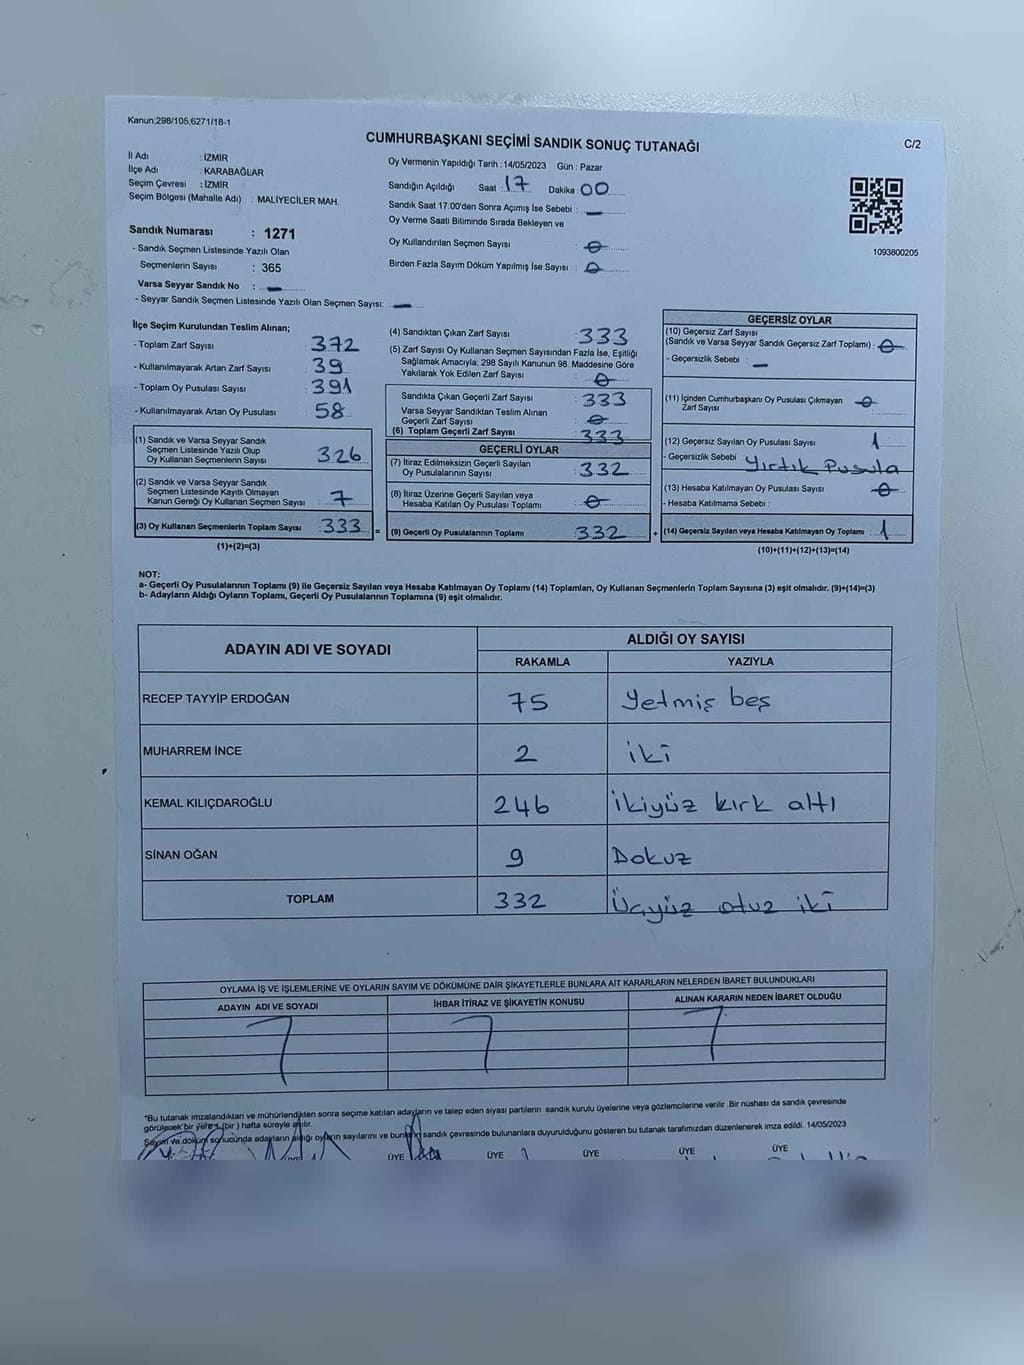 Kanun,298/105,6271/18-1
CUMHURBAŞKANI SEÇİMİ SANDIK SONUÇ TUTANAĞI
C/2
İl Adı : İZMİR
İlçe Adı : KARABAĞLAR
Seçim Çevresi : İZMİR
Seçim Bölgesi (Mahalle Adı) : MALİYECİLER MAH.
Oy Vermenin Yapıldığı Tarih : 14/05/2023 Gün : Pazar
Sandığın Açıldığı Saat : 17 Dakika : 00
Sandık Saat 17:00'den Sonra Açımış İse Sebebi : —
Oy Verme Saati Bitiminde Sırada Bekleyen ve
Oy Kullandırılan Seçmen Sayısı : 0
Birden Fazla Sayım Döküm Yapılmış İse Sayısı : 0
1093800205
Sandık Numarası : 1271
- Sandık Seçmen Listesinde Yazılı Olan
Seçmenlerin Sayısı : 365
Varsa Seyyar Sandık No : —
- Seyyar Sandık Seçmen Listesinde Yazılı Olan Seçmen Sayısı: —
İlçe Seçim Kurulundan Teslim Alınan;
- Toplam Zarf Sayısı : 372
- Kullanılmayarak Artan Zarf Sayısı : 39
- Toplam Oy Pusulası Sayısı : 391
- Kullanılmayarak Artan Oy Pusulası : 58
(1) Sandık ve Varsa Seyyar Sandık
Seçmen Listesinde Yazılı Olup
Oy Kullanan Seçmenlerin Sayısı : 326
(2) Sandık ve Varsa Seyyar Sandık
Seçmen Listesinde Kayıtlı Olmayan
Kanun Gereği Oy Kullanan Seçmen Sayısı : 7
(3) Oy Kullanan Seçmenlerin Toplam Sayısı : 333 =
(1)+(2)=(3)
(4) Sandıktan Çıkan Zarf Sayısı : 333
(5) Zarf Sayısı Oy Kullanan Seçmen Sayısından Fazla İse, Eşitliği
Sağlamak Amacıyla; 298 Sayılı Kanunun 98. Maddesine Göre
Yakılarak Yok Edilen Zarf Sayısı : 0
Sandıkta Çıkan Geçerli Zarf Sayısı : 333
Varsa Seyyar Sandıktan Teslim Alınan
Geçerli Zarf Sayısı : 0
(6) Toplam Geçerli Zarf Sayısı : 333
GEÇERLİ OYLAR
(7) İtiraz Edilmeksizin Geçerli Sayılan
Oy Pusulalarının Sayısı : 332
(8) İtiraz Üzerine Geçerli Sayılan veya
Hesaba Katılan Oy Pusulası Toplamı : 0
(9) Geçerli Oy Pusulalarının Toplamı : 332 +
GEÇERSİZ OYLAR
(10) Geçersiz Zarf Sayısı
(Sandık ve Varsa Seyyar Sandık Geçersiz Zarf Toplamı) : 0
- Geçersizlik Sebebi : —
(11) İçinden Cumhurbaşkanı Oy Pusulası Çıkmayan : 0
Zarf Sayısı
(12) Geçersiz Sayılan Oy Pusulası Sayısı : 1
- Geçersizlik Sebebi : Yırtık Pusula
(13) Hesaba Katılmayan Oy Pusulası Sayısı : 0
- Hesaba Katılmama Sebebi :
(14) Geçersiz Sayılan veya Hesaba Katılmayan Oy Toplamı : 1
(10)+(11)+(12)+(13)=(14)
NOT:
a- Geçerli Oy Pusulalarının Toplamı (9) ile Geçersiz Sayılan veya Hesaba Katılmayan Oy Toplamı (14) Toplamları, Oy Kullanan Seçmenlerin Toplam Sayısına (3) eşit olmalıdır. (9)+(14)=(3)
b- Adayların Aldığı Oyların Toplamı, Geçerli Oy Pusulalarının Toplamına (9) eşit olmalıdır.
ADAYIN ADI VE SOYADI
ALDIĞI OY SAYISI
RAKAMLA YAZIYLA
RECEP TAYYİP ERDOĞAN 75 Yetmiş beş
MUHARREM İNCE 2 iki
KEMAL KILIÇDAROĞLU 246 ikiyüz kırk altı
SİNAN OĞAN 9 Dokuz
TOPLAM 332 Üçyüz otuz iki
OYLAMA İŞ VE İŞLEMLERİNE VE OYLARIN SAYIM VE DÖKÜMÜNE DAİR ŞİKAYETLERLE BUNLARA AİT KARARLARIN NELERDEN İBARET BULUNDUKLARI
ADAYIN ADI VE SOYADI İHBAR İTİRAZ VE ŞİKAYETİN KONUSU ALINAN KARARIN NEDEN İBARET OLDUĞU
*Bu tutanak imzalandıktan ve mühürlendikten sonra seçime katılan adayların ve talep eden siyasi partilerin sandık kurulu üyelerine veya gözlemcilerine verilir .Bir nüshası da sandık çevresinde
görülecek bir yere 1 (bir ) hafta süreyle asılır.
Sayım ve döküm sonucunda adayların aldığı oyların sayılarını ve bunların sandık çevresinde bulunanlara duyurulduğunu gösteren bu tutanak tarafımızdan düzenlenerek imza edildi. 14/05/2023
ÜYE ÜYE ÜYE ÜYE ÜYE